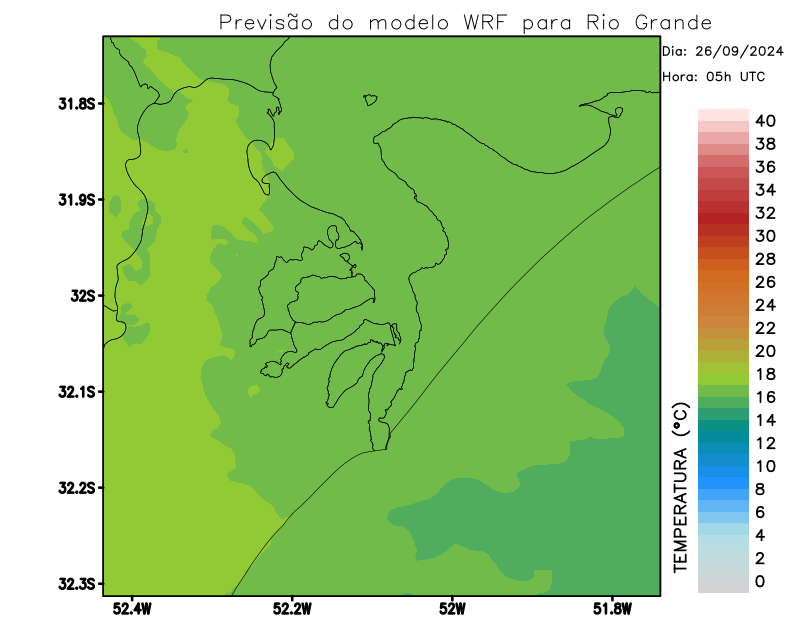 Previsão do modelo WRF para Rio Grande
Dia: 26/09/2024
Hora: 05h UTC
31.8S
31.9S
32S
32.1S
32.2S
32.3S
52.4W
52.2W
52W
51.8W
TEMPERATURA (°C)
40
38
36
34
32
30
28
26
24
22
20
18
16
14
12
10
8
6
4
2
0